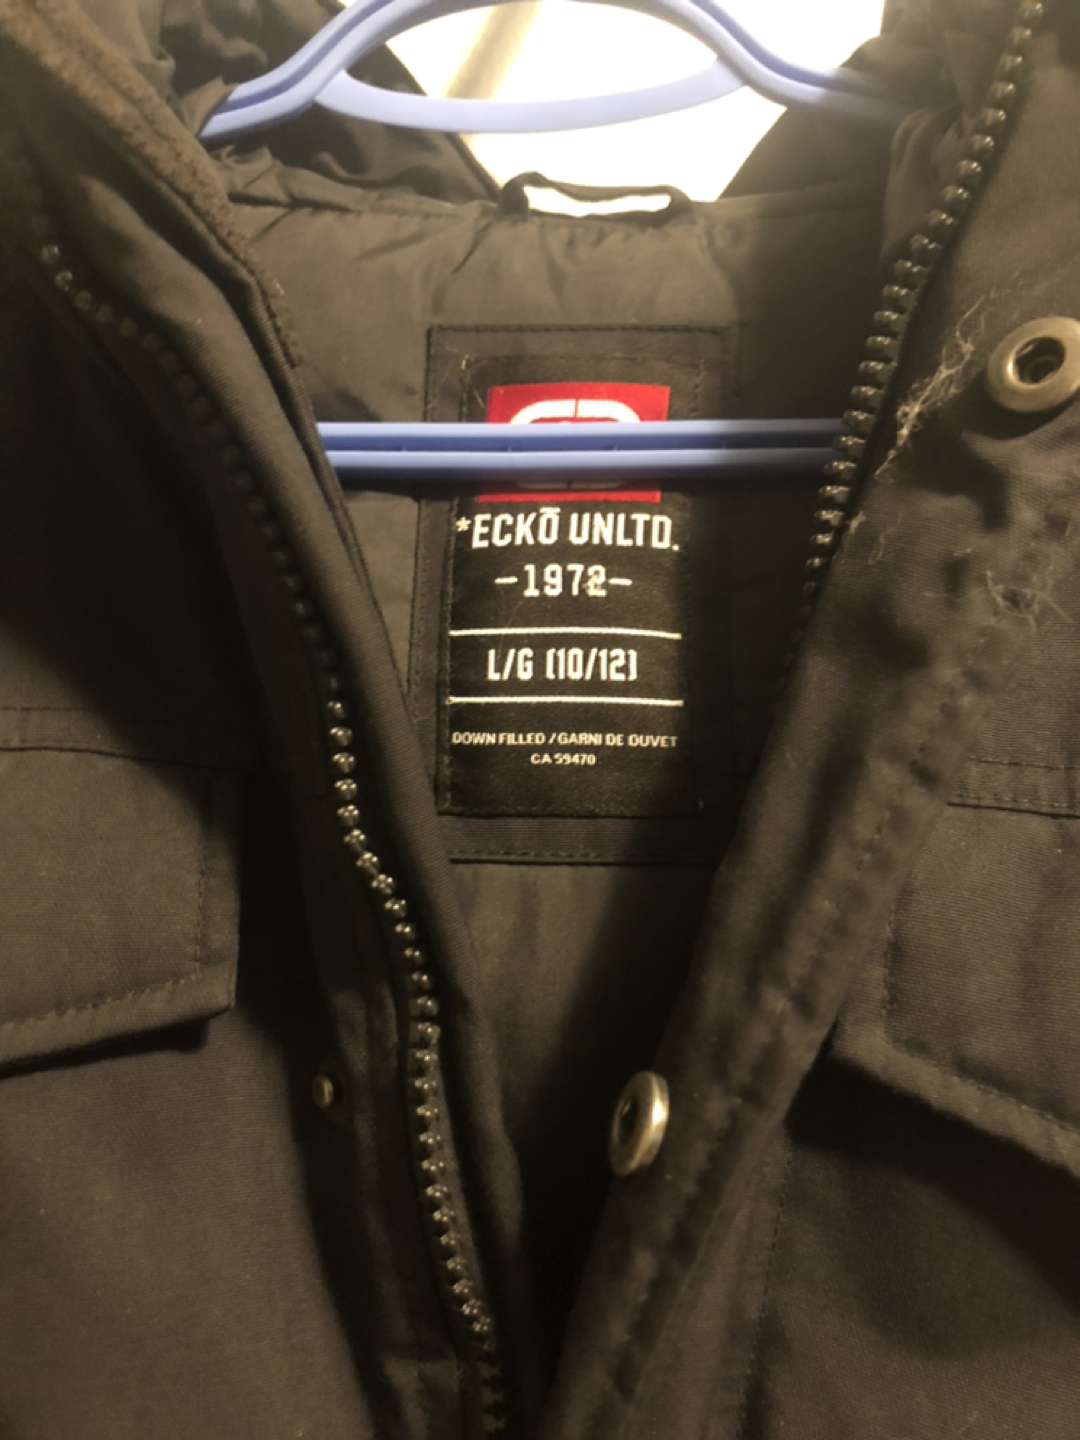 *ECKŌ UNLTD.
–1972–
L/G (10/12)
DOWN FILLED / GARNI DE DUVET
CA 59470